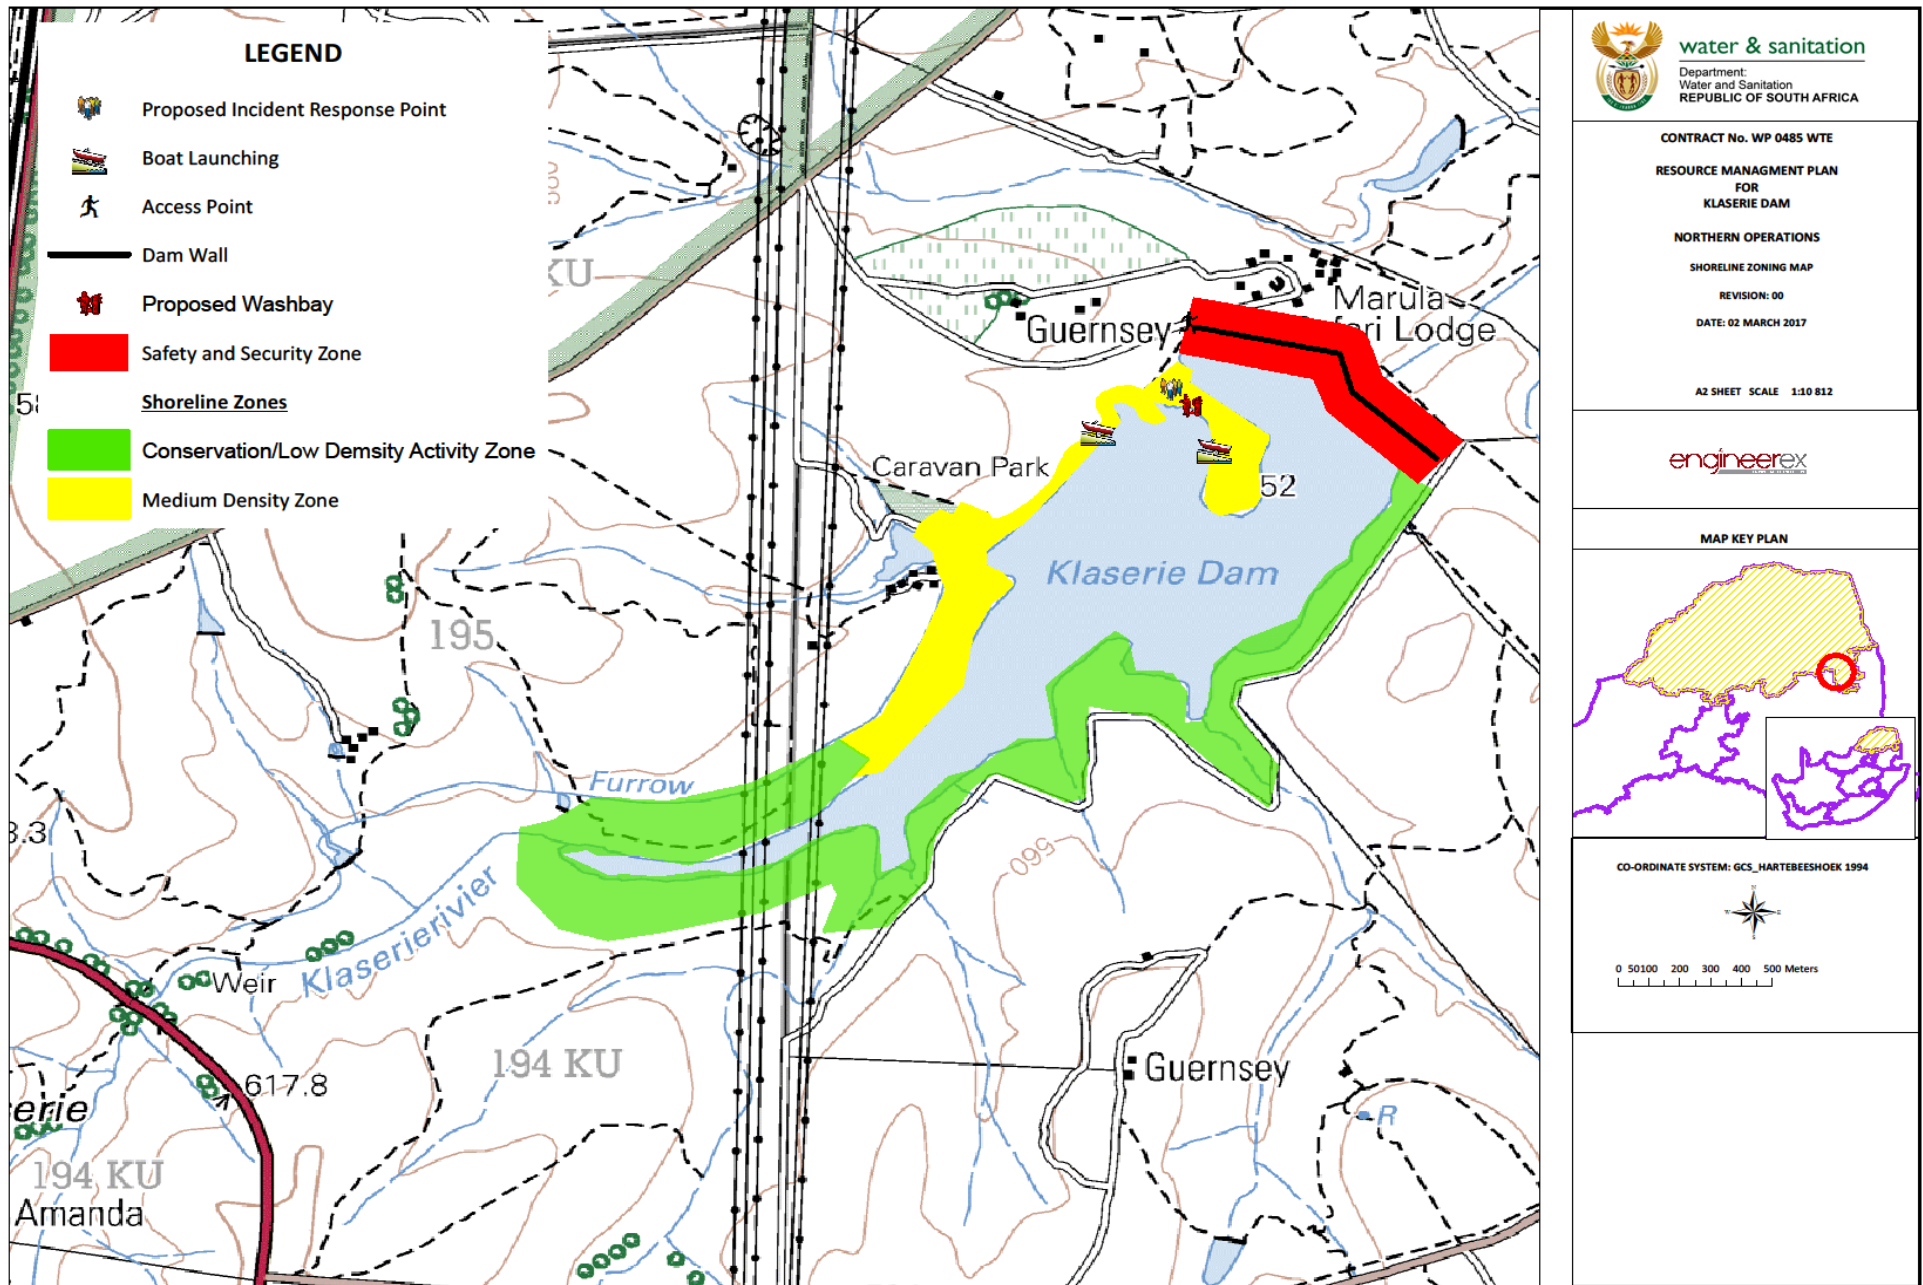 LEGEND
Proposed Incident Response Point
Boat Launching
Access Point
Dam Wall
Proposed Washbay
Safety and Security Zone
Shoreline Zones
Conservation/Low Demsity Activity Zone
Medium Density Zone
KU
Marula
Guernsey
Lodge
Caravan Park
52
Klaserie Dam
195
Furrow
Klaserierivier
Weir
660
194 KU
617.8
Guernsey
R
erie
194 KU
Amanda
water & sanitation
Department:
Water and Sanitation
REPUBLIC OF SOUTH AFRICA
CONTRACT No. WP 0485 WTE
RESOURCE MANAGMENT PLAN
FOR
KLASERIE DAM
NORTHERN OPERATIONS
SHORELINE ZONING MAP
REVISION: 00
DATE: 02 MARCH 2017
A2 SHEET SCALE 1:10 812
engineerex
MAP KEY PLAN
CO-ORDINATE SYSTEM: GCS_HARTEBEESHOEK 1994
0 50100 200 300 400 500 Meters